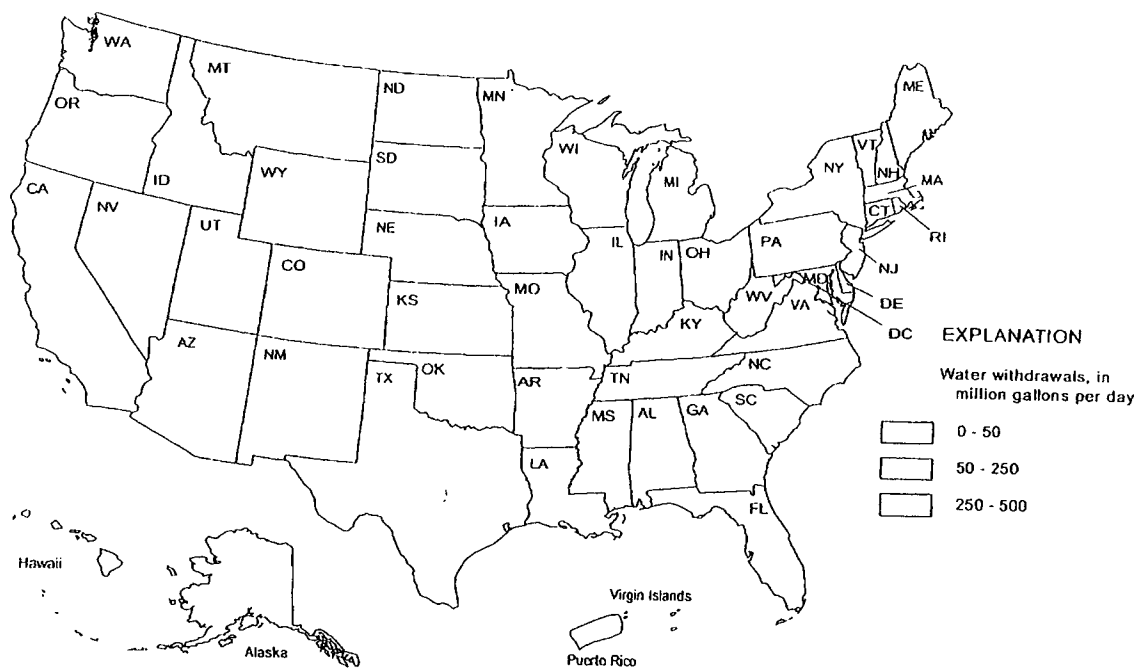 WA
MT
ND
MN
ME
OR
VT
WI
SD
NY
NH
MI
ID
WY
MA
CA
NV
IA
CT
UT
NE
RI
IL
PA
IN
OH
CO
NJ
MO
MD
KS
WV
DE
VA
KY
DC
EXPLANATION
AZ
NM
OK
NC
TX
TN
AR
Water withdrawals, in
million gallons per day
SC
MS
AL
GA
0 - 50
LA
50 - 250
FL
250 - 500
Hawaii
Virgin Islands
Alaska
Puerto Rico